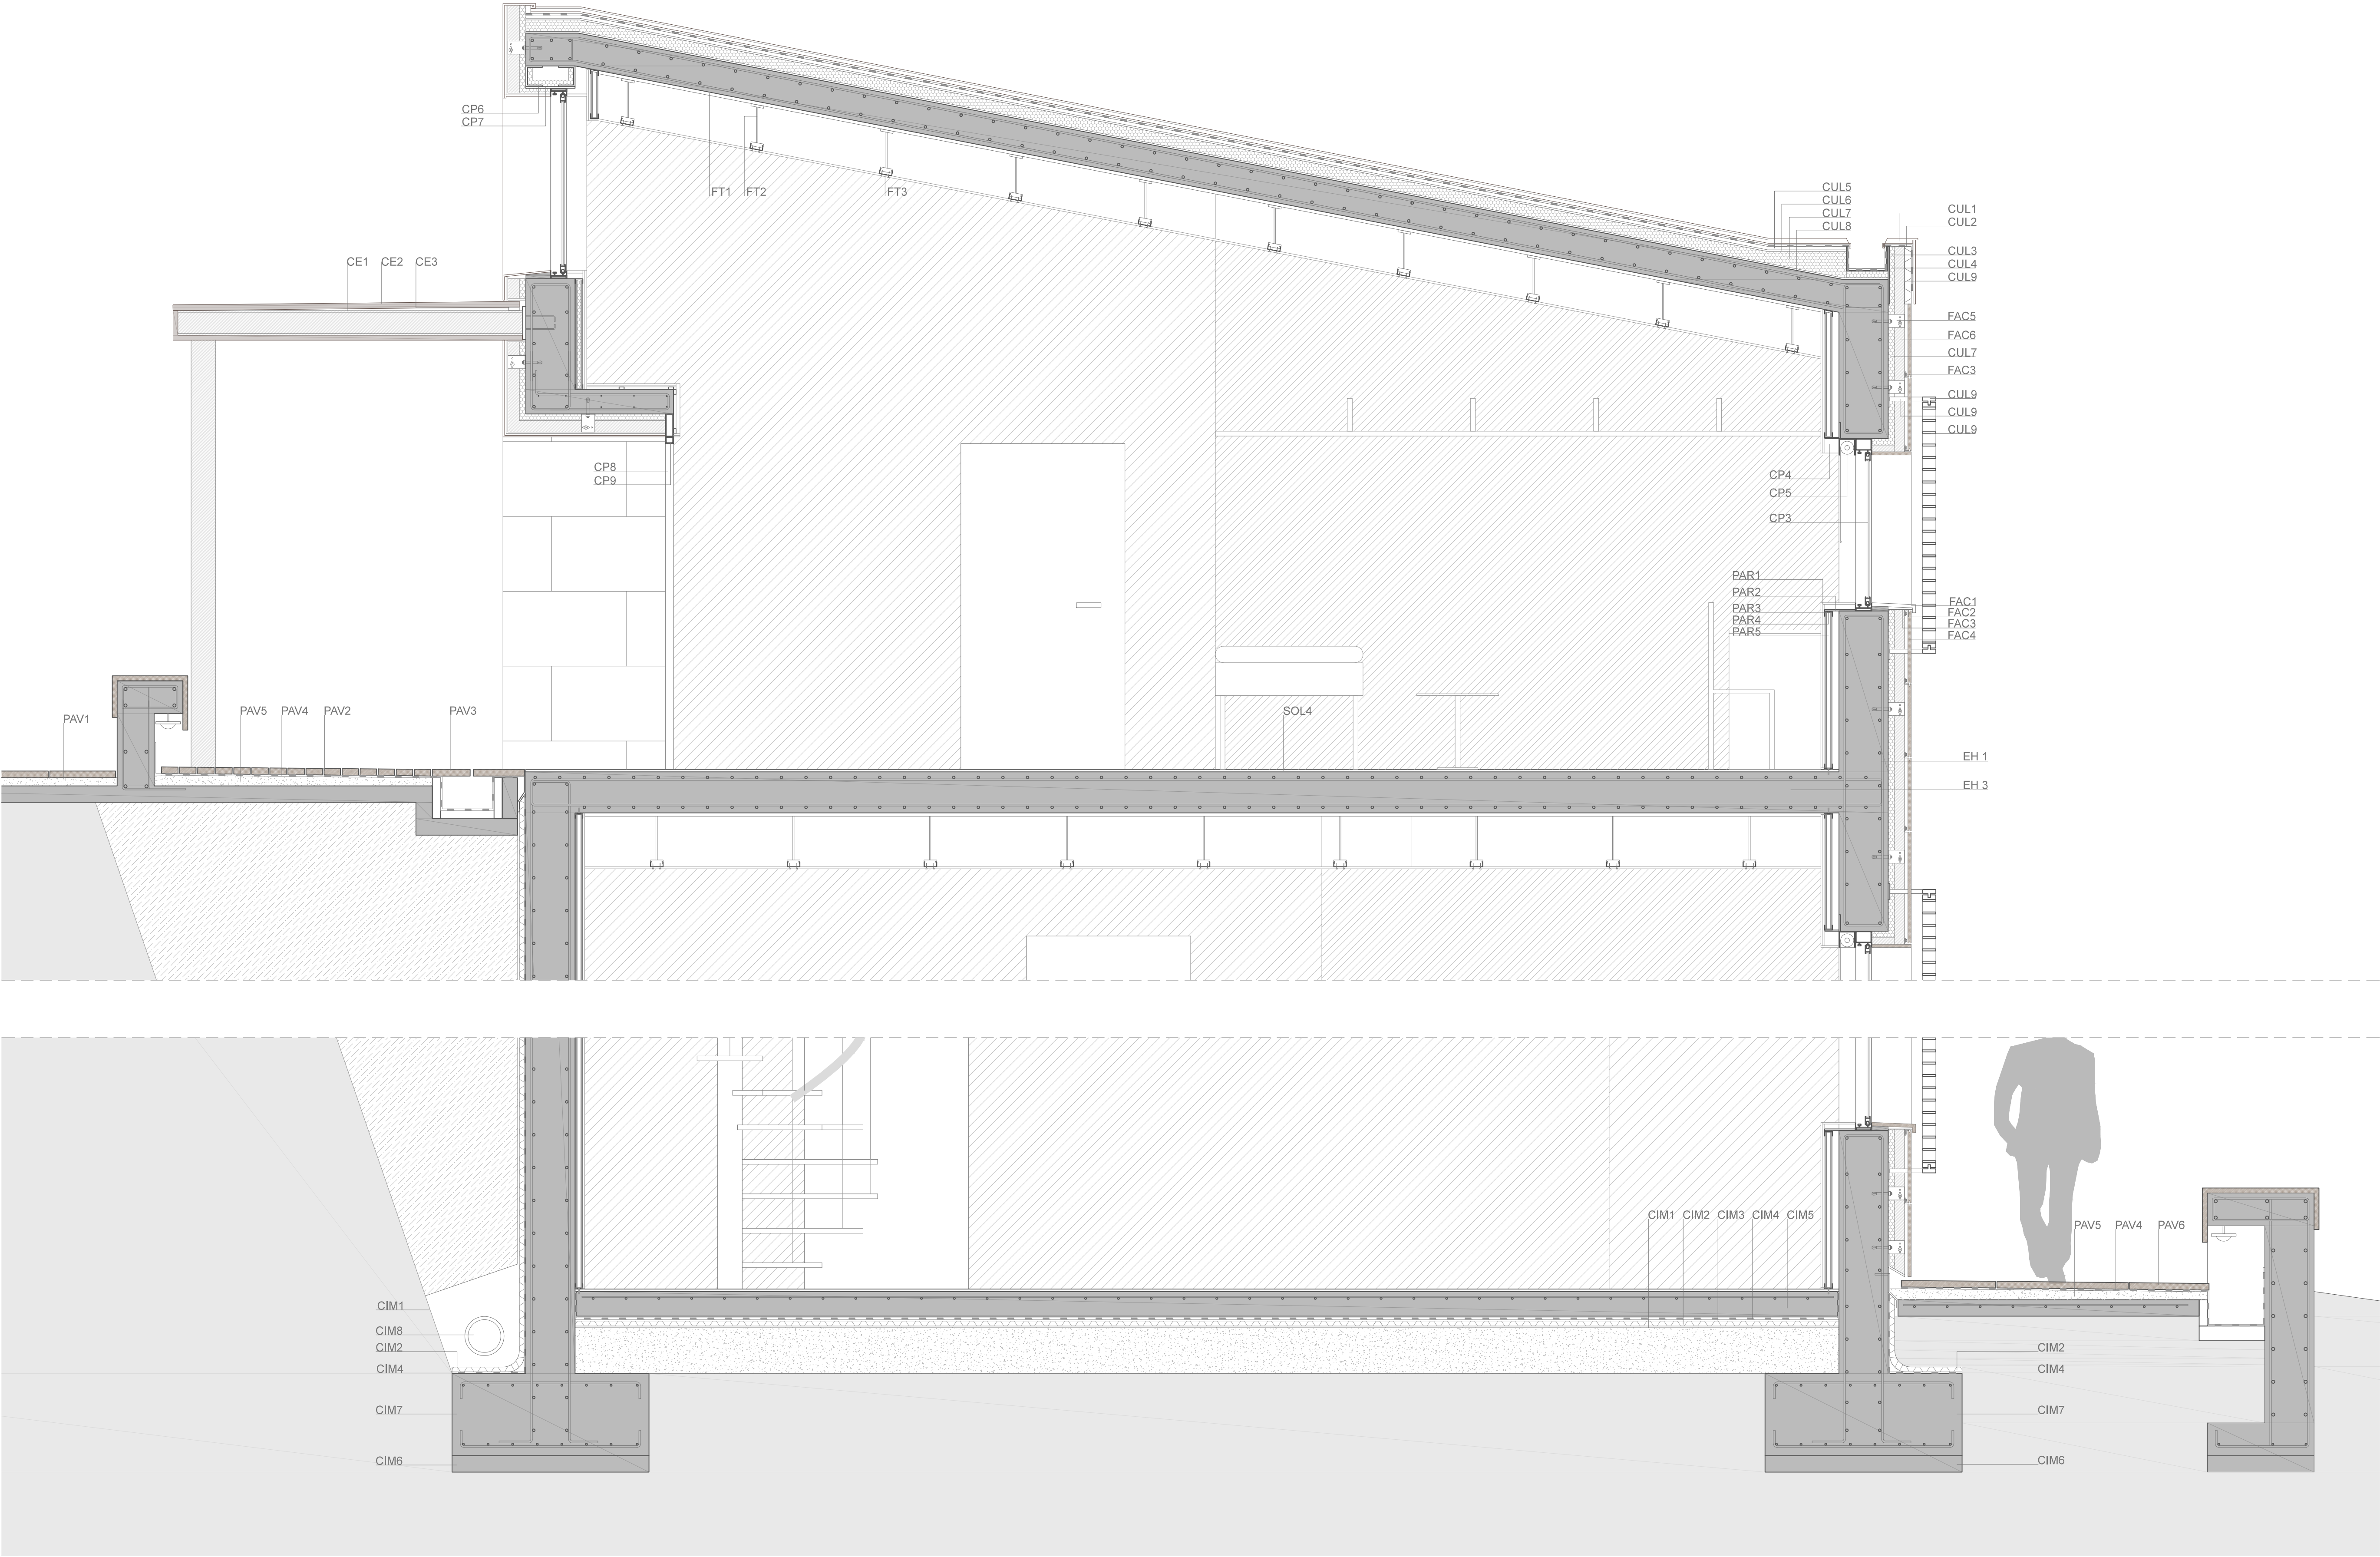 CP6
CP7
FT1 FT2 FT3
CUL5
CUL6
CUL7
CUL8
CUL1
CUL2
CUL3
CUL4
CUL9
CE1 CE2 CE3
FAC5
FAC6
CUL7
FAC3
CUL9
CUL9
CUL9
CP8
CP9
CP4
CP5
CP3
PAR1
PAR2
PAR3
PAR4
PAR5
FAC1
FAC2
FAC3
FAC4
PAV1 PAV5 PAV4 PAV2 PAV3 SOL4
EH 1
EH 3
CIM1 CIM2 CIM3 CIM4 CIM5
PAV5 PAV4 PAV6
CIM1
CIM8
CIM2
CIM4
CIM7
CIM6
CIM2
CIM4
CIM7
CIM6